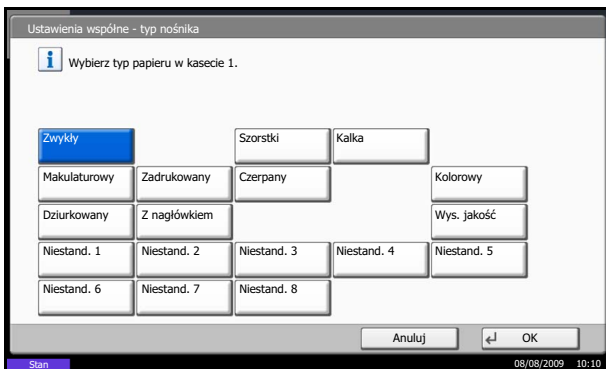 Ustawienia wspólne - typ nośnika
Wybierz typ papieru w kasecie 1.
Zwykły Szorstki Kalka
Makulaturowy Zadrukowany Czerpany Kolorowy
Dziurkowany Z nagłówkiem Wys. jakość
Niestand. 1 Niestand. 2 Niestand. 3 Niestand. 4 Niestand. 5
Niestand. 6 Niestand. 7 Niestand. 8
Anuluj OK
Stan 08/08/2009 10:10